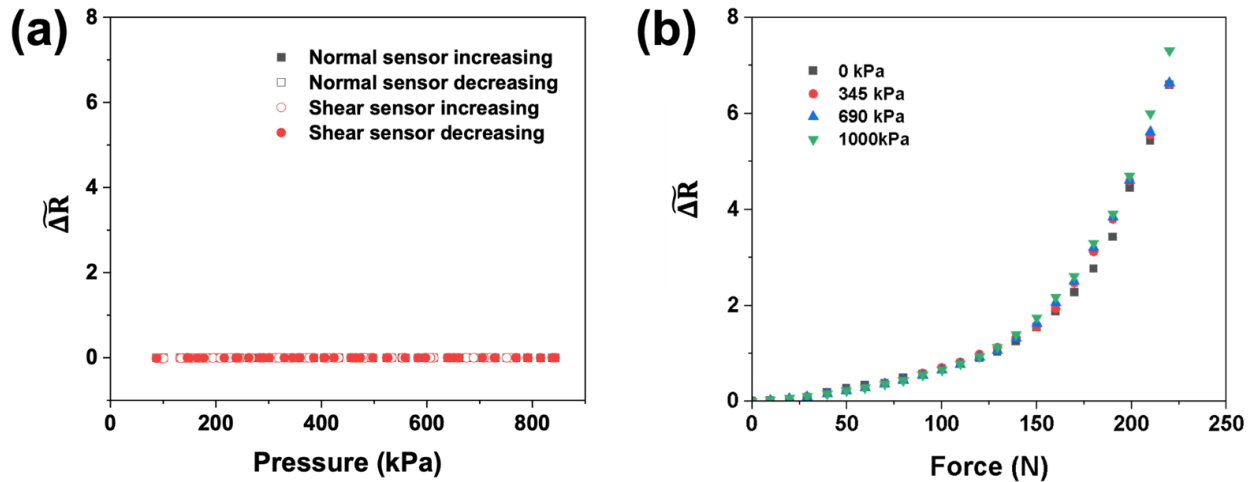 (a)
8
6
4
2
0
0
200
400
600
800
Normal sensor increasing
Normal sensor decreasing
Shear sensor increasing
Shear sensor decreasing
Δ͠R
Pressure (kPa)
(b)
8
6
4
2
0
0
50
100
150
200
250
0 kPa
345 kPa
690 kPa
1000kPa
Δ͠R
Force (N)